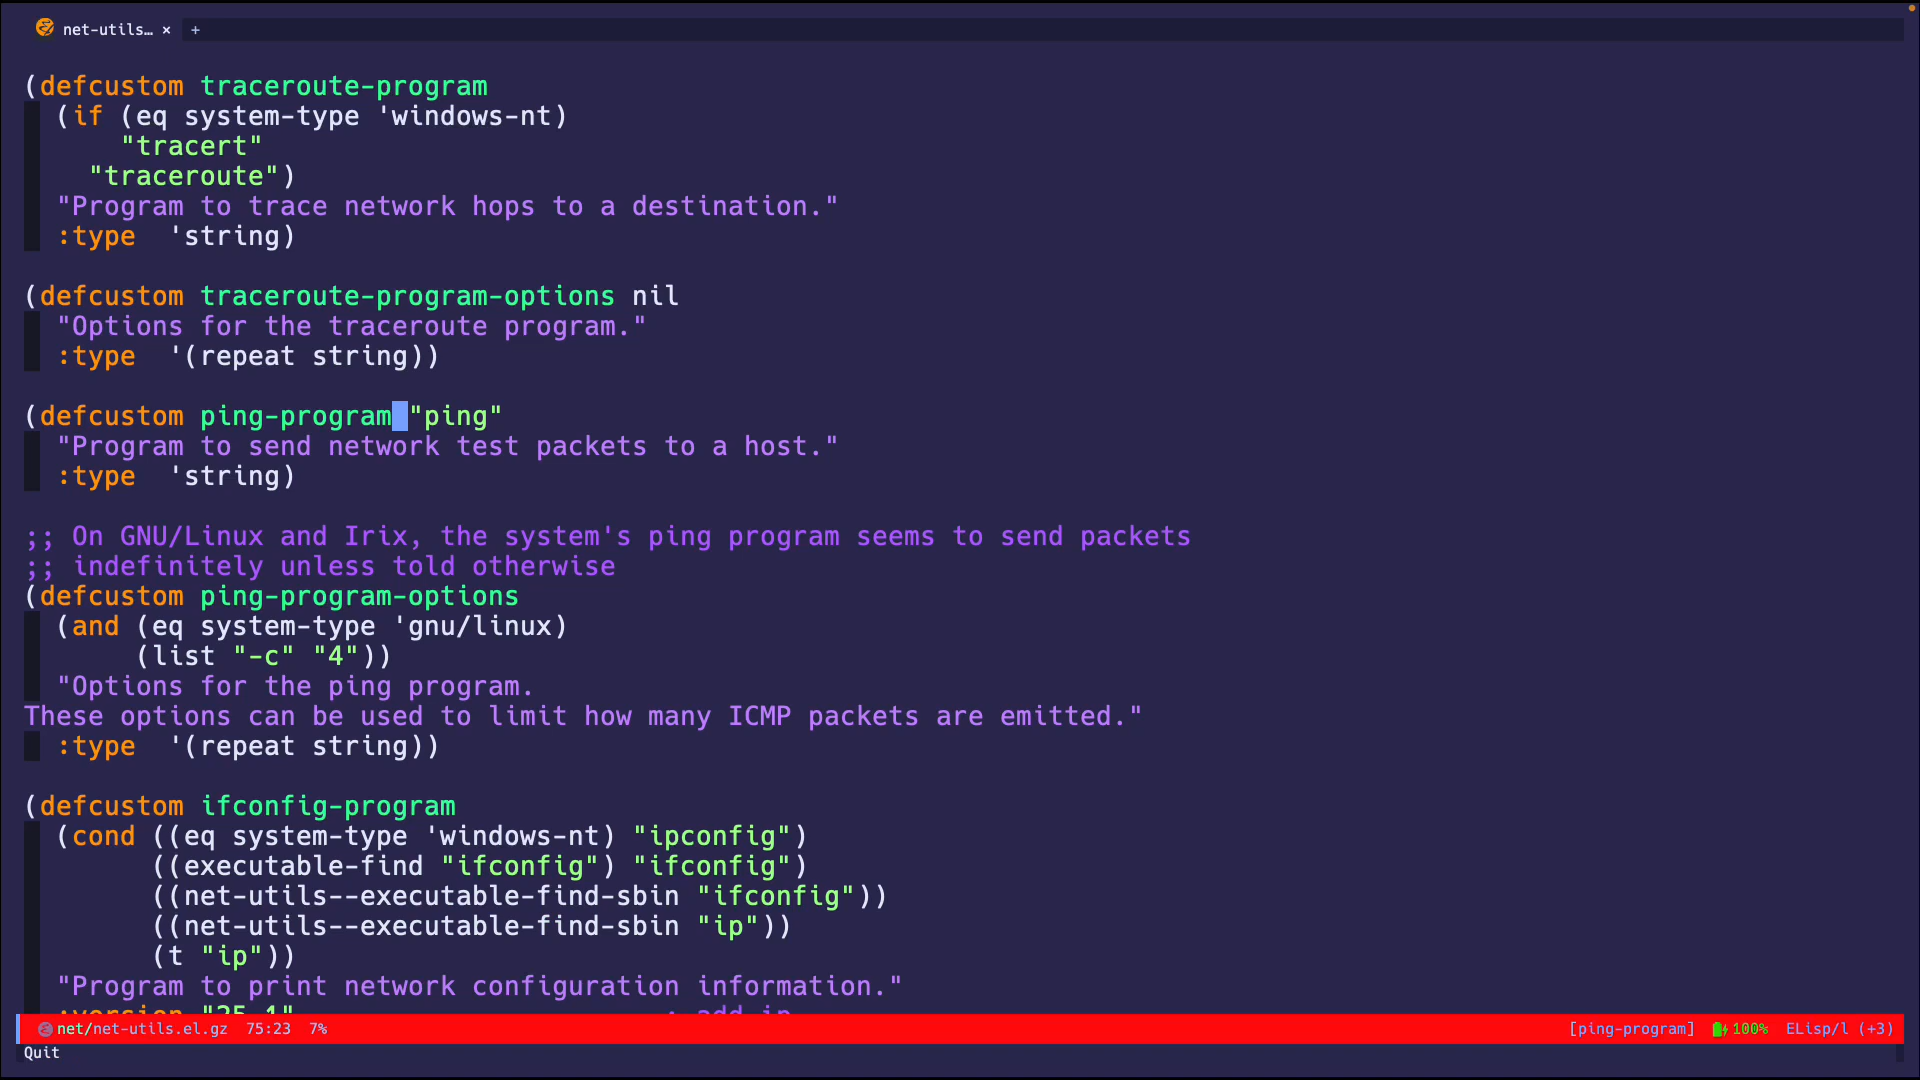 net-utils… × +
(defcustom traceroute-program
(if (eq system-type 'windows-nt)
"tracert"
"traceroute")
"Program to trace network hops to a destination."
:type  'string)
(defcustom traceroute-program-options nil
"Options for the traceroute program."
:type  '(repeat string))
(defcustom ping-program "ping"
"Program to send network test packets to a host."
:type  'string)
;; On GNU/Linux and Irix, the system's ping program seems to send packets
;; indefinitely unless told otherwise
(defcustom ping-program-options
(and (eq system-type 'gnu/linux)
(list "-c" "4"))
"Options for the ping program.
These options can be used to limit how many ICMP packets are emitted."
:type  '(repeat string))
(defcustom ifconfig-program
(cond ((eq system-type 'windows-nt) "ipconfig")
((executable-find "ifconfig") "ifconfig")
((net-utils--executable-find-sbin "ifconfig"))
((net-utils--executable-find-sbin "ip"))
(t "ip"))
"Program to print network configuration information."
:version "25.1" ; add ip
net/net-utils.el.gz 75:23 7% [ping-program] 100% ELisp/l (+3)
Quit